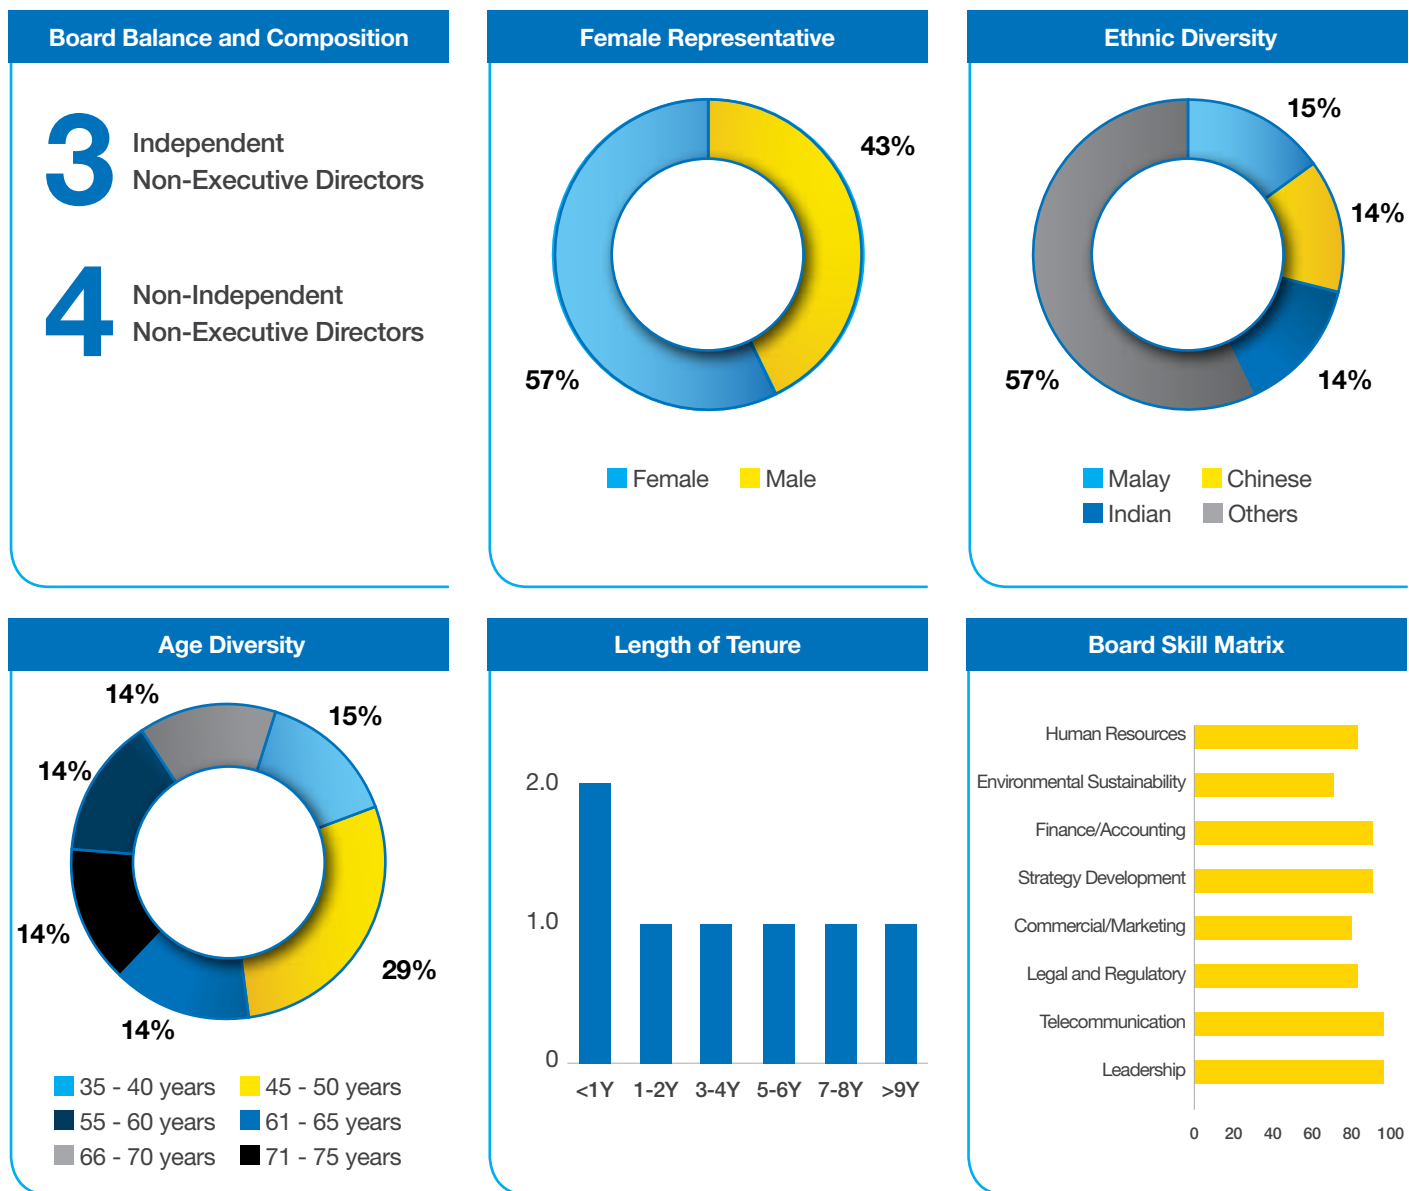 Board Balance and Composition
3
Independent
Non-Executive Directors
4
Non-Independent
Non-Executive Directors
Female Representative
43%
57%
Female Male
Ethnic Diversity
15%
14%
14%
57%
Malay Chinese
Indian Others
Age Diversity
14%
15%
14%
14%
29%
14%
35 - 40 years 45 - 50 years
55 - 60 years 61 - 65 years
66 - 70 years 71 - 75 years
Length of Tenure
2.0
1.0
0
<1Y 1-2Y 3-4Y 5-6Y 7-8Y >9Y
Board Skill Matrix
Human Resources
Environmental Sustainability
Finance/Accounting
Strategy Development
Commercial/Marketing
Legal and Regulatory
Telecommunication
Leadership
0 20 40 60 80 100